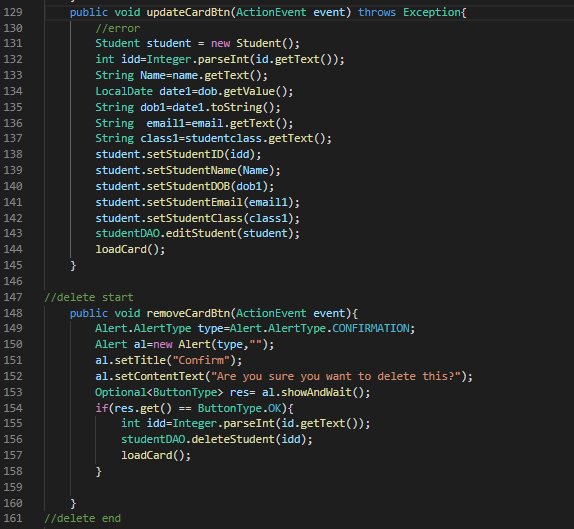 129 public void updateCardBtn(ActionEvent event) throws Exception{
130 //error
131 Student student = new Student();
132 int idd=Integer.parseInt(id.getText());
133 String Name=name.getText();
134 LocalDate date1=dob.getValue();
135 String dob1=date1.toString();
136 String  email1=email.getText();
137 String class1=studentclass.getText();
138 student.setStudentID(idd);
139 student.setStudentName(Name);
140 student.setStudentDOB(dob1);
141 student.setStudentEmail(email1);
142 student.setStudentClass(class1);
143 studentDAO.editStudent(student);
144 loadCard();
145 }
146
147 //delete start
148 public void removeCardBtn(ActionEvent event){
149 Alert.AlertType type=Alert.AlertType.CONFIRMATION;
150 Alert al=new Alert(type,"");
151 al.setTitle("Confirm");
152 al.setContentText("Are you sure you want to delete this?");
153 Optional<ButtonType> res= al.showAndWait();
154 if(res.get() == ButtonType.OK){
155 int idd=Integer.parseInt(id.getText());
156 studentDAO.deleteStudent(idd);
157 loadCard();
158 }
159
160 }
161 //delete end